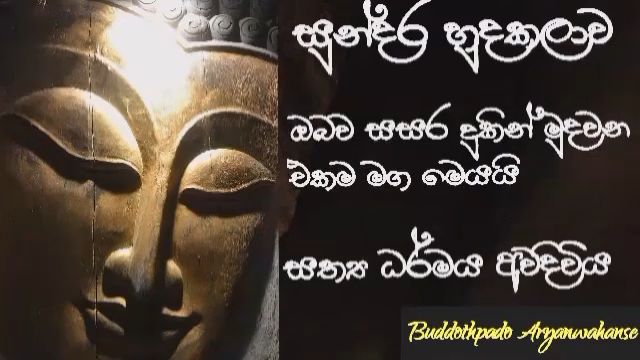 සුන්දර හුදකලාව
ඔබව සසර දුකින් මුදවන
එකම මග මෙයයි
සත්‍ය ධර්මය අවදිවිය
Buddothpado Aryanwahanse